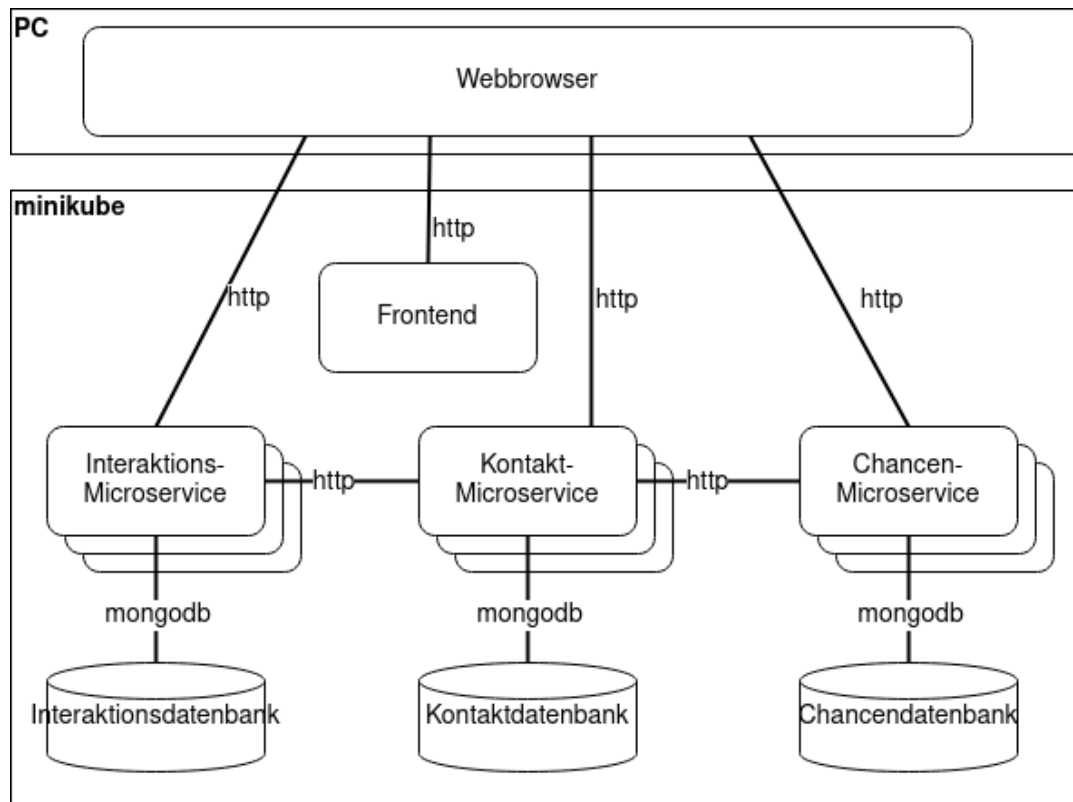 PC
Webbrowser
minikube
http
http
http
http
Frontend
Interaktions-
Microservice
http
Kontakt-
Microservice
http
Chancen-
Microservice
mongodb
mongodb
mongodb
Interaktionsdatenbank
Kontaktdatenbank
Chancendatenbank